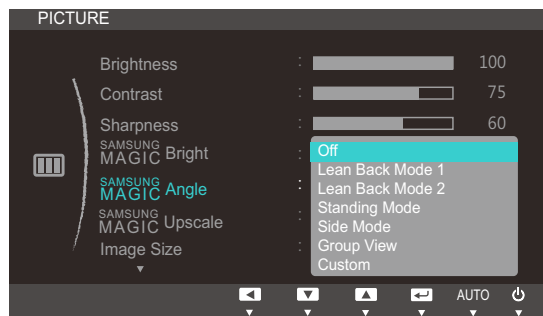 PICTURE
Brightness : 100
Contrast : 75
Sharpness : 60
SAMSUNG MAGIC Bright :
SAMSUNG MAGIC Angle :
SAMSUNG MAGIC Upscale :
Image Size :
Off
Lean Back Mode 1
Lean Back Mode 2
Standing Mode
Side Mode
Group View
Custom
AUTO